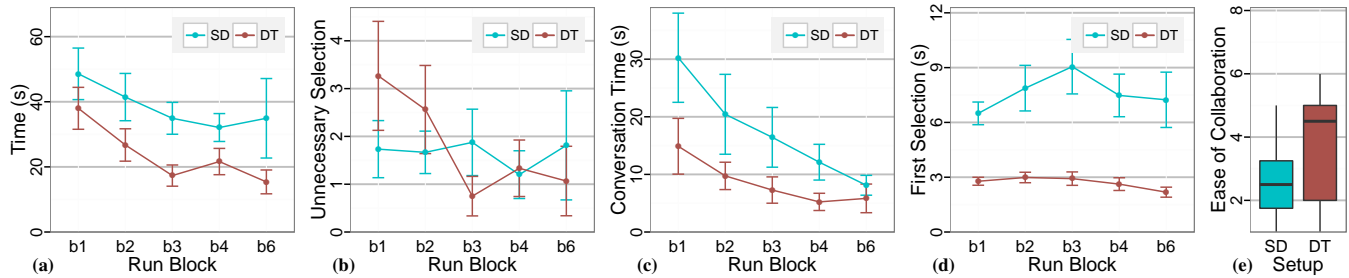 Time (s)
60
40
20
0
SD DT
b1 b2 b3 b4 b6
(a) Run Block
Unnecessary Selection
4
3
2
1
0
SD DT
b1 b2 b3 b4 b6
(b) Run Block
Conversation Time (s)
30
20
10
0
SD DT
b1 b2 b3 b4 b6
(c) Run Block
First Selection (s)
12
9
6
3
0
SD DT
b1 b2 b3 b4 b6
(d) Run Block
Ease of Collaboration
8
6
4
2
SD DT
(e) Setup